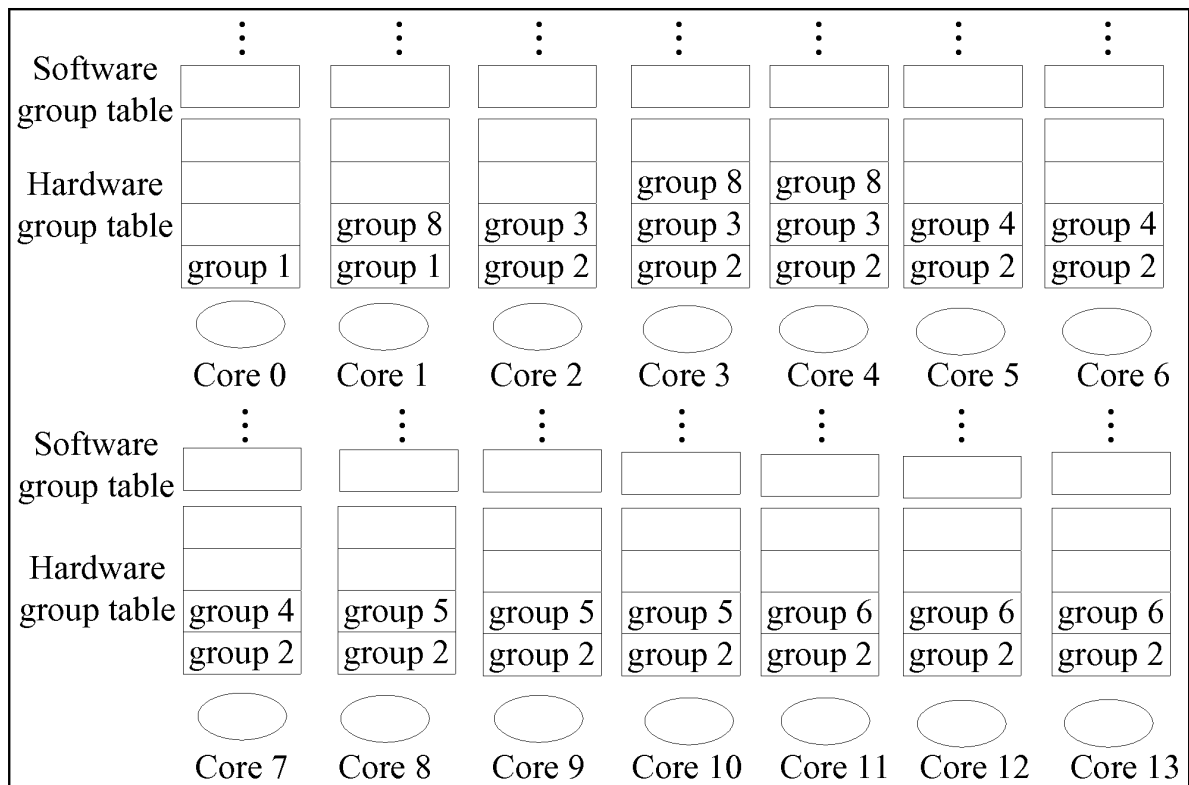 Software
group table
Hardware
group table
group 8 group 8
group 8 group 3 group 3 group 3 group 4 group 4
group 1 group 1 group 2 group 2 group 2 group 2 group 2
Core 0 Core 1 Core 2 Core 3 Core 4 Core 5 Core 6
Software
group table
Hardware
group table
group 4 group 5 group 5 group 5 group 6 group 6 group 6
group 2 group 2 group 2 group 2 group 2 group 2 group 2
Core 7 Core 8 Core 9 Core 10 Core 11 Core 12 Core 13